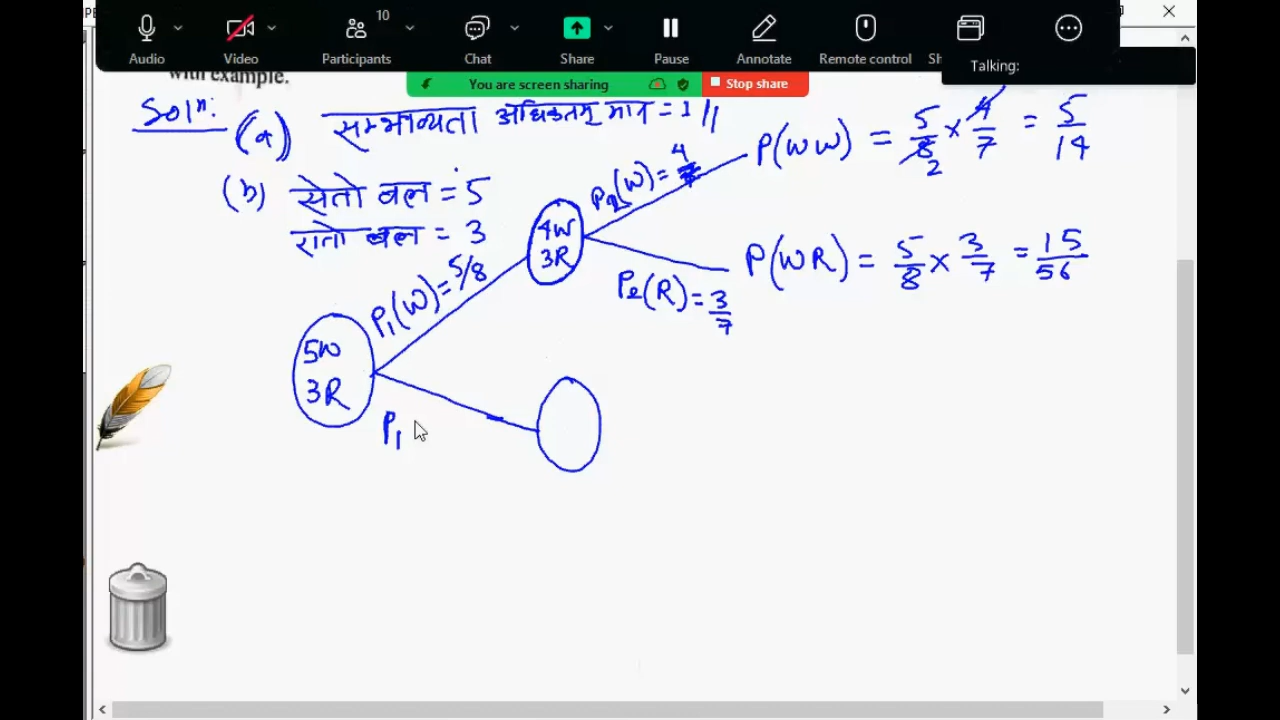 10
Audio
Video
Participants
Chat
Share
Pause
Annotate
Remote control
Talking:
with example.
You are screen sharing
Stop share
Solⁿ:
(a) सम्भाव्यता अधिकतम् मान = 1//
(b) सेतो बल = 5
रातो बल = 3
P₁(W) = 5/8
5W
3R
4W
3R
P₂(W) = 4
P(WW) = 5/8 × 4/7 = 5/14
2
P₂(R) = 3/7
P(WR) = 5/8 × 3/7 = 15/56
P₁